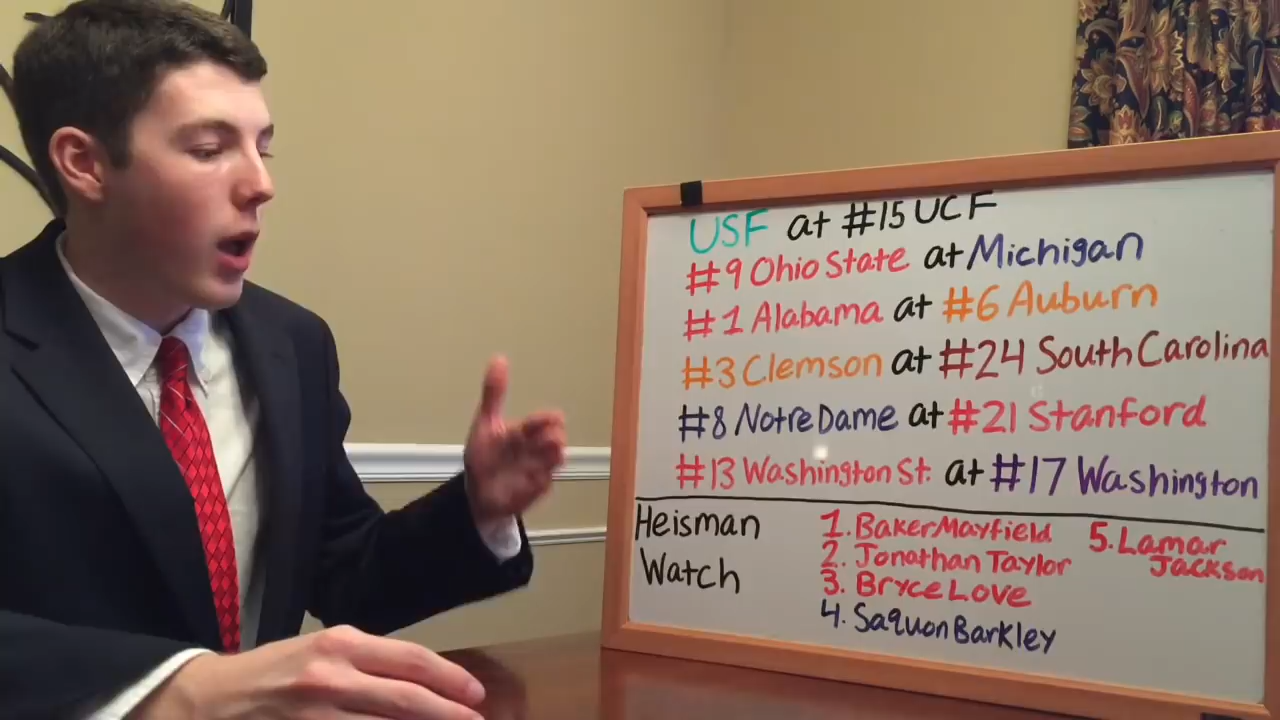 USF at #15 UCF
#9 Ohio State at Michigan
#1 Alabama at #6 Auburn
#3 Clemson at #24 South Carolina
#8 Notre Dame at #21 Stanford
#13 Washington St. at #17 Washington
Heisman
Watch
1. Baker Mayfield
2. Jonathan Taylor
3. Bryce Love
4. Saquon Barkley
5. Lamar
Jackson